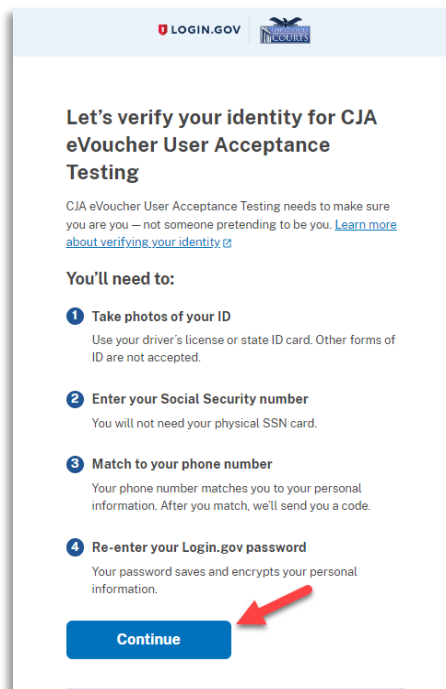 LOGIN.GOV
UNITED STATES
COURTS
Let's verify your identity for CJA
eVoucher User Acceptance
Testing
CJA eVoucher User Acceptance Testing needs to make sure
you are you — not someone pretending to be you. Learn more
about verifying your identity
You'll need to:
1 Take photos of your ID
Use your driver's license or state ID card. Other forms of
ID are not accepted.
2 Enter your Social Security number
You will not need your physical SSN card.
3 Match to your phone number
Your phone number matches you to your personal
information. After you match, we'll send you a code.
4 Re-enter your Login.gov password
Your password saves and encrypts your personal
information.
Continue